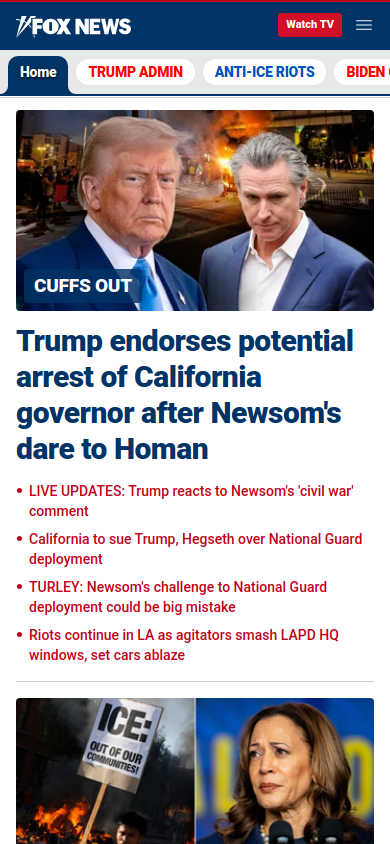 FOX NEWS
Watch TV
Home
TRUMP ADMIN
ANTI-ICE RIOTS
BIDEN
CUFFS OUT
Trump endorses potential
arrest of California
governor after Newsom's
dare to Homan
LIVE UPDATES: Trump reacts to Newsom's 'civil war'
comment
California to sue Trump, Hegseth over National Guard
deployment
TURLEY: Newsom's challenge to National Guard
deployment could be big mistake
Riots continue in LA as agitators smash LAPD HQ
windows, set cars ablaze
ICE:
OUT OF OUR
COMMUNITIES!